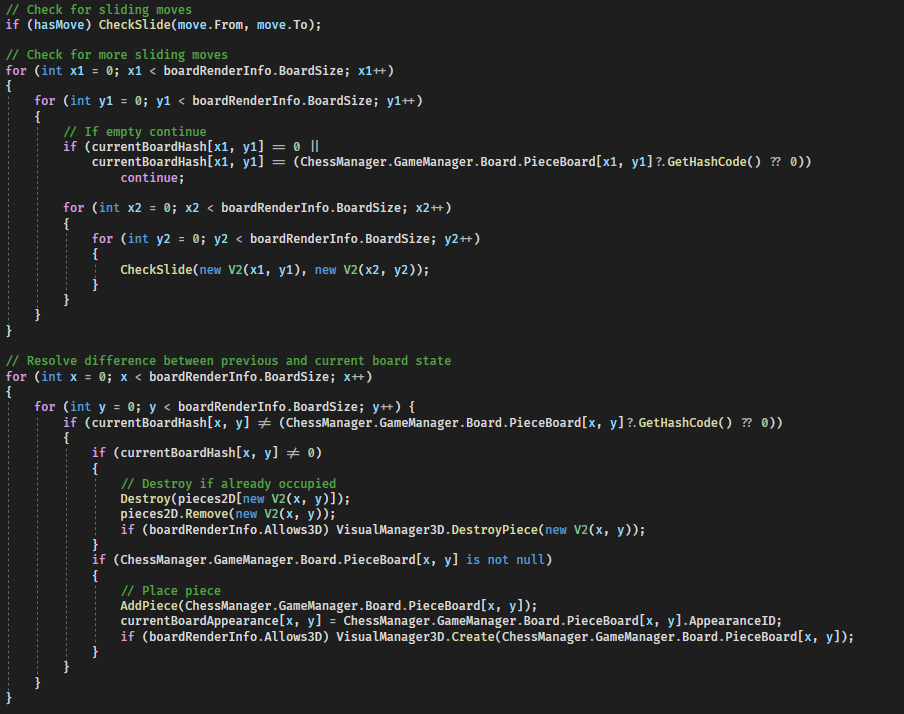 // Check for sliding moves
if (hasMove) CheckSlide(move.From, move.To);

// Check for more sliding moves
for (int x1 = 0; x1 < boardRenderInfo.BoardSize; x1++)
{
    for (int y1 = 0; y1 < boardRenderInfo.BoardSize; y1++)
    {
        // If empty continue
        if (currentBoardHash[x1, y1] == 0 ||
            currentBoardHash[x1, y1] == (ChessManager.GameManager.Board.PieceBoard[x1, y1]?.GetHashCode() ?? 0))
                continue;

        for (int x2 = 0; x2 < boardRenderInfo.BoardSize; x2++)
        {
            for (int y2 = 0; y2 < boardRenderInfo.BoardSize; y2++)
            {
                CheckSlide(new V2(x1, y1), new V2(x2, y2));
            }
        }
    }
}

// Resolve difference between previous and current board state
for (int x = 0; x < boardRenderInfo.BoardSize; x++)
{
    for (int y = 0; y < boardRenderInfo.BoardSize; y++) {
        if (currentBoardHash[x, y] != (ChessManager.GameManager.Board.PieceBoard[x, y]?.GetHashCode() ?? 0))
        {
            if (currentBoardHash[x, y] != 0)
            {
                // Destroy if already occupied
                Destroy(pieces2D[new V2(x, y)]);
                pieces2D.Remove(new V2(x, y));
                if (boardRenderInfo.Allows3D) VisualManager3D.DestroyPiece(new V2(x, y));
            }
            if (ChessManager.GameManager.Board.PieceBoard[x, y] is not null)
            {
                // Place piece
                AddPiece(ChessManager.GameManager.Board.PieceBoard[x, y]);
                currentBoardAppearance[x, y] = ChessManager.GameManager.Board.PieceBoard[x, y].AppearanceID;
                if (boardRenderInfo.Allows3D) VisualManager3D.Create(ChessManager.GameManager.Board.PieceBoard[x, y]);
            }
        }
    }
}